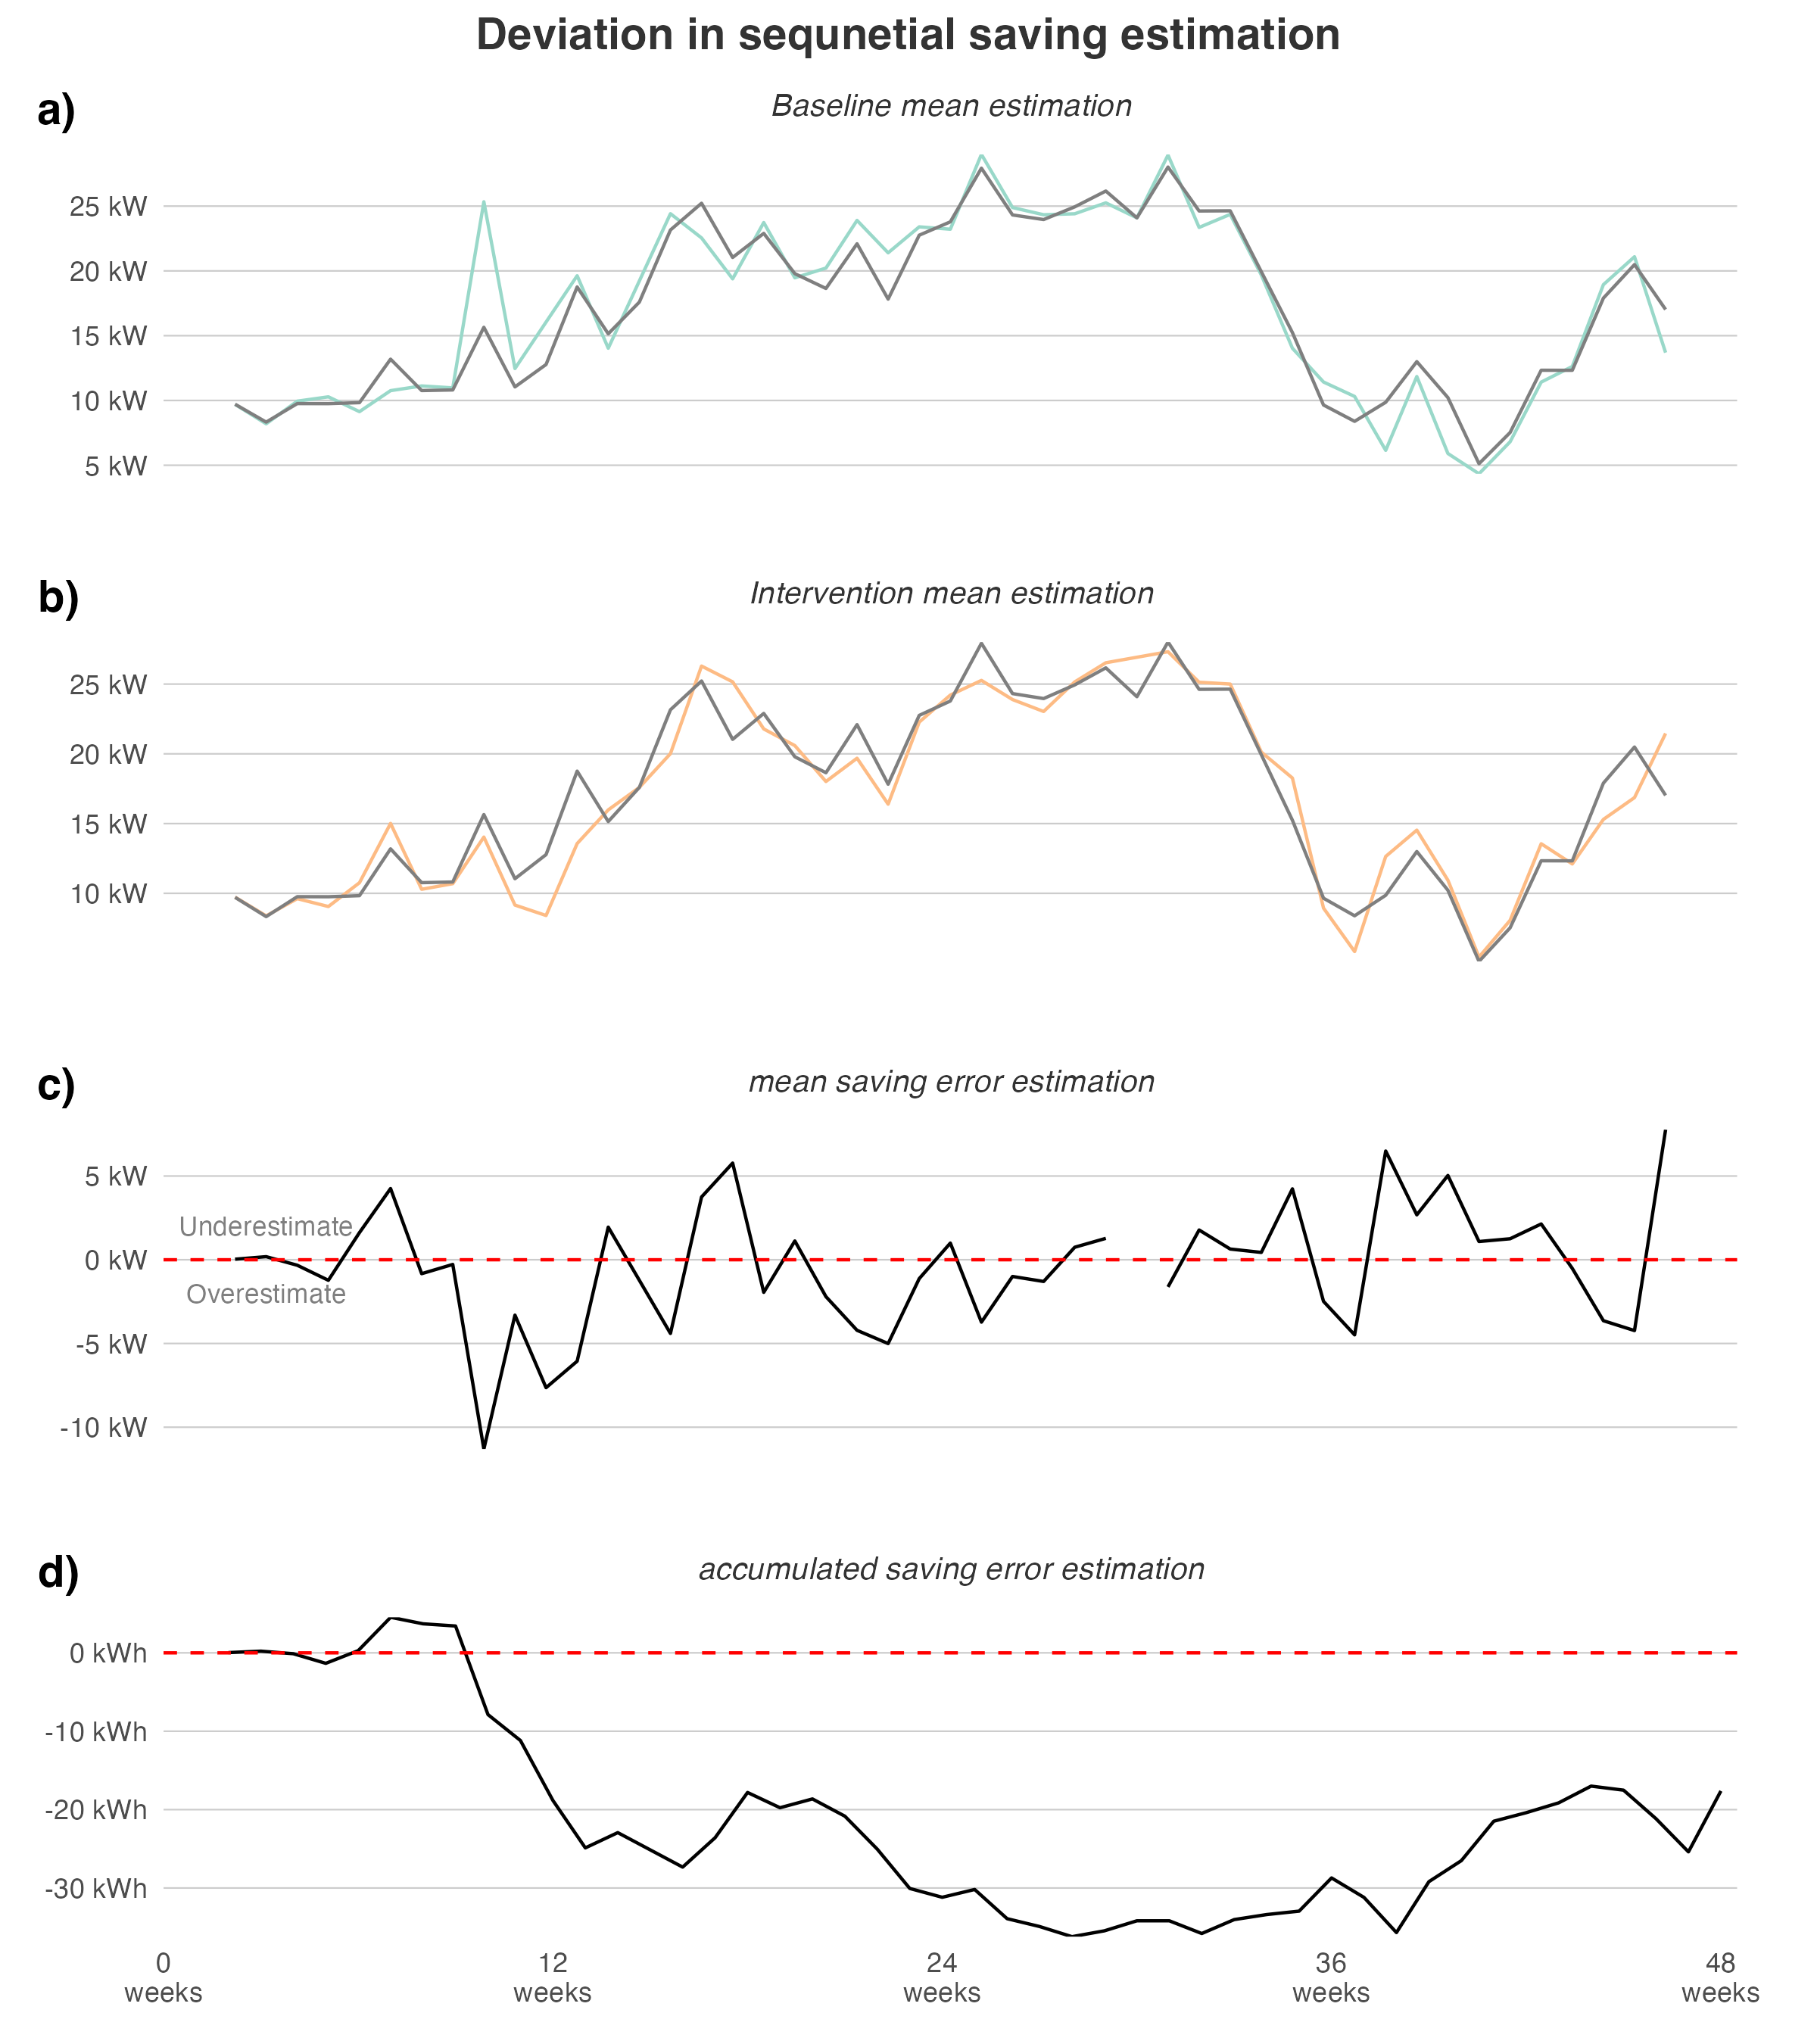 Deviation in sequnetial saving estimation
a)
Baseline mean estimation
25 kW
20 kW
15 kW
10 kW
5 kW
b)
Intervention mean estimation
25 kW
20 kW
15 kW
10 kW
c)
mean saving error estimation
5 kW
Underestimate
0 kW
Overestimate
-5 kW
-10 kW
d)
accumulated saving error estimation
0 kWh
-10 kWh
-20 kWh
-30 kWh
0 12 24 36 48
weeks weeks weeks weeks weeks